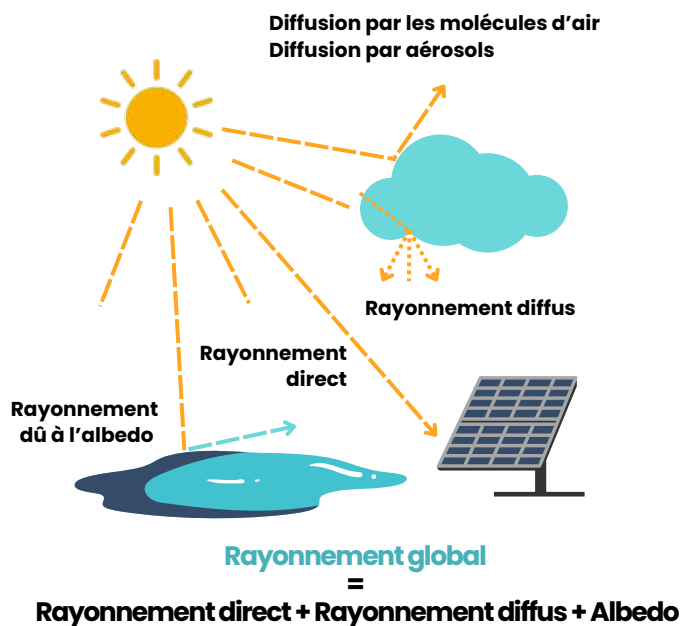 Diffusion par les molécules d’air
Diffusion par aérosols
Rayonnement diffus
Rayonnement
direct
Rayonnement
dû à l’albedo
Rayonnement global
=
Rayonnement direct + Rayonnement diffus + Albedo